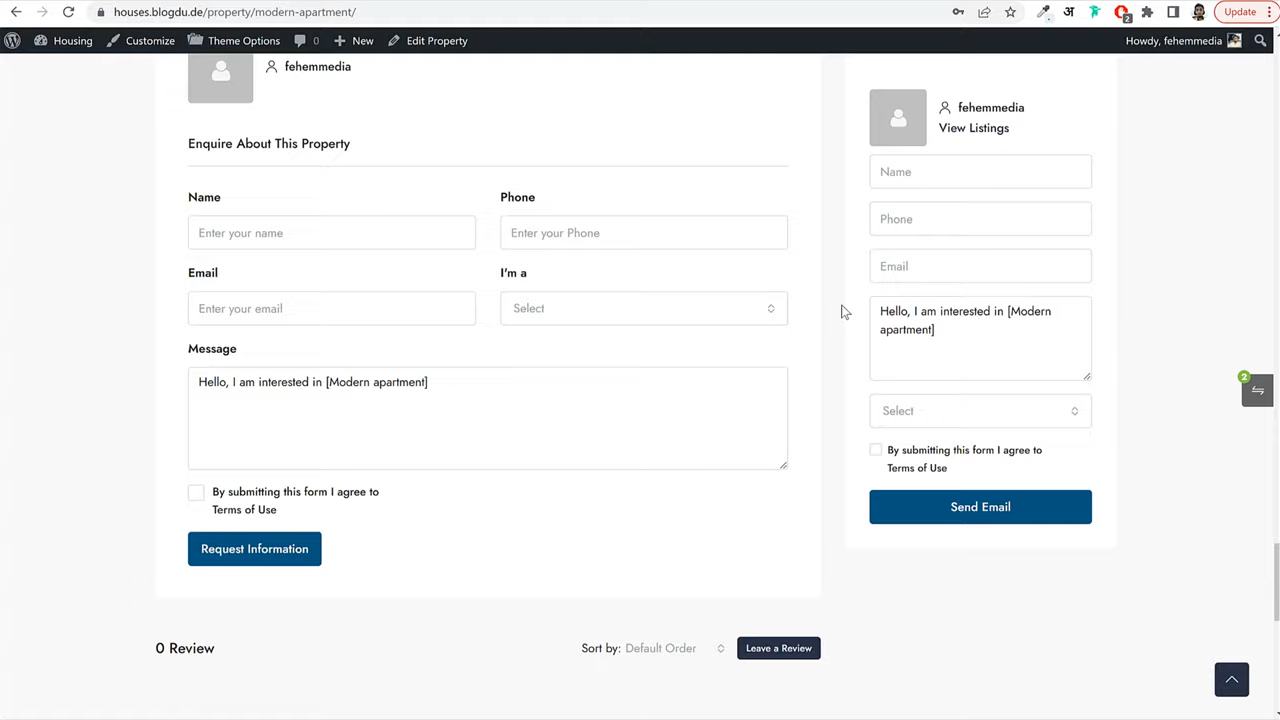 houses.blogdu.de/property/modern-apartment/
अ
2
Update
Housing
Customize
Theme Options
0
New
Edit Property
Howdy, fehemmedia
fehemmedia
Enquire About This Property
Name
Phone
Enter your name
Enter your Phone
Email
I'm a
Enter your email
Select
Message
Hello, I am interested in [Modern apartment]
By submitting this form I agree to
Terms of Use
Request Information
fehemmedia
View Listings
Name
Phone
Email
Hello, I am interested in [Modern
apartment]
Select
By submitting this form I agree to
Terms of Use
Send Email
2
0 Review
Sort by: Default Order
Leave a Review